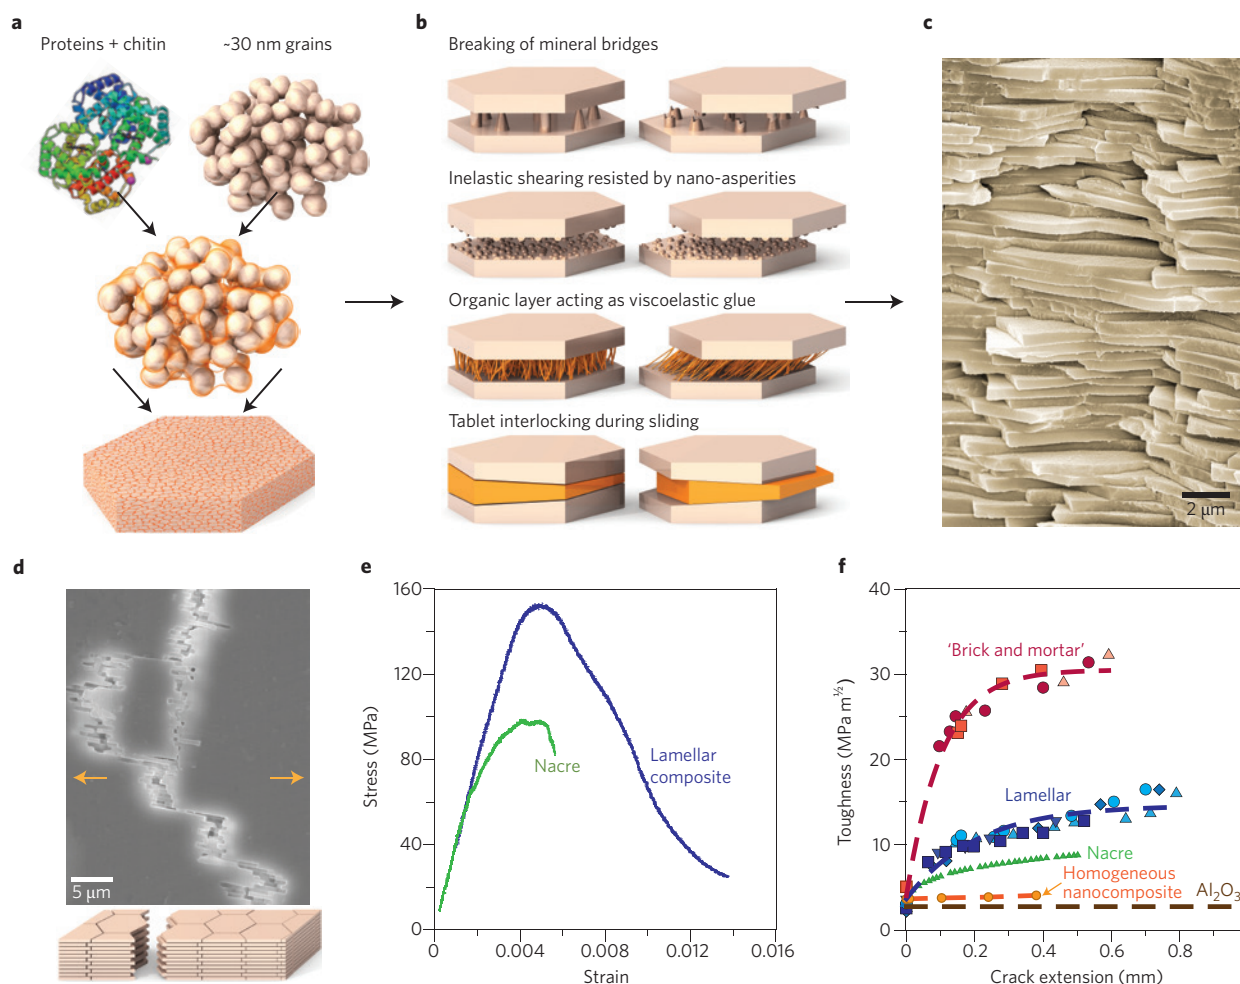 a
Proteins + chitin
~30 nm grains
b
Breaking of mineral bridges
Inelastic shearing resisted by nano-asperities
Organic layer acting as viscoelastic glue
Tablet interlocking during sliding
c
2 μm
d
5 μm
e
160
120
80
40
0
Stress (MPa)
0
0.004
0.008
0.012
0.016
Strain
Nacre
Lamellar
composite
f
40
30
20
10
0
Toughness (MPa m½)
0
0.2
0.4
0.6
0.8
Crack extension (mm)
'Brick and mortar'
Lamellar
Nacre
Homogeneous
nanocomposite
Al₂O₃